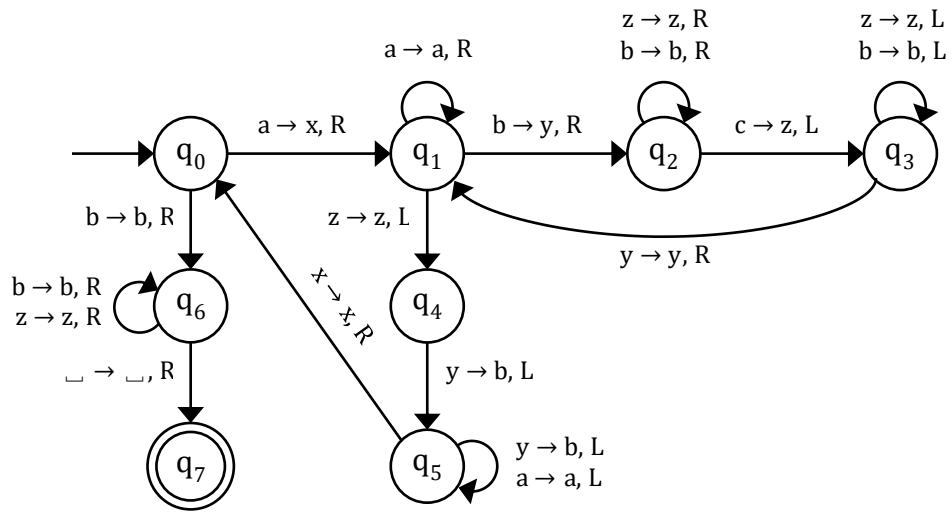 a → a, R
z → z, R
b → b, R
z → z, L
b → b, L
q₀
a → x, R
q₁
b → y, R
q₂
c → z, L
q₃
b → b, R
z → z, L
y → y, R
x → x, R
b → b, R
z → z, R
q₆
q₄
⎵ → ⎵, R
y → b, L
q₇
q₅
y → b, L
a → a, L